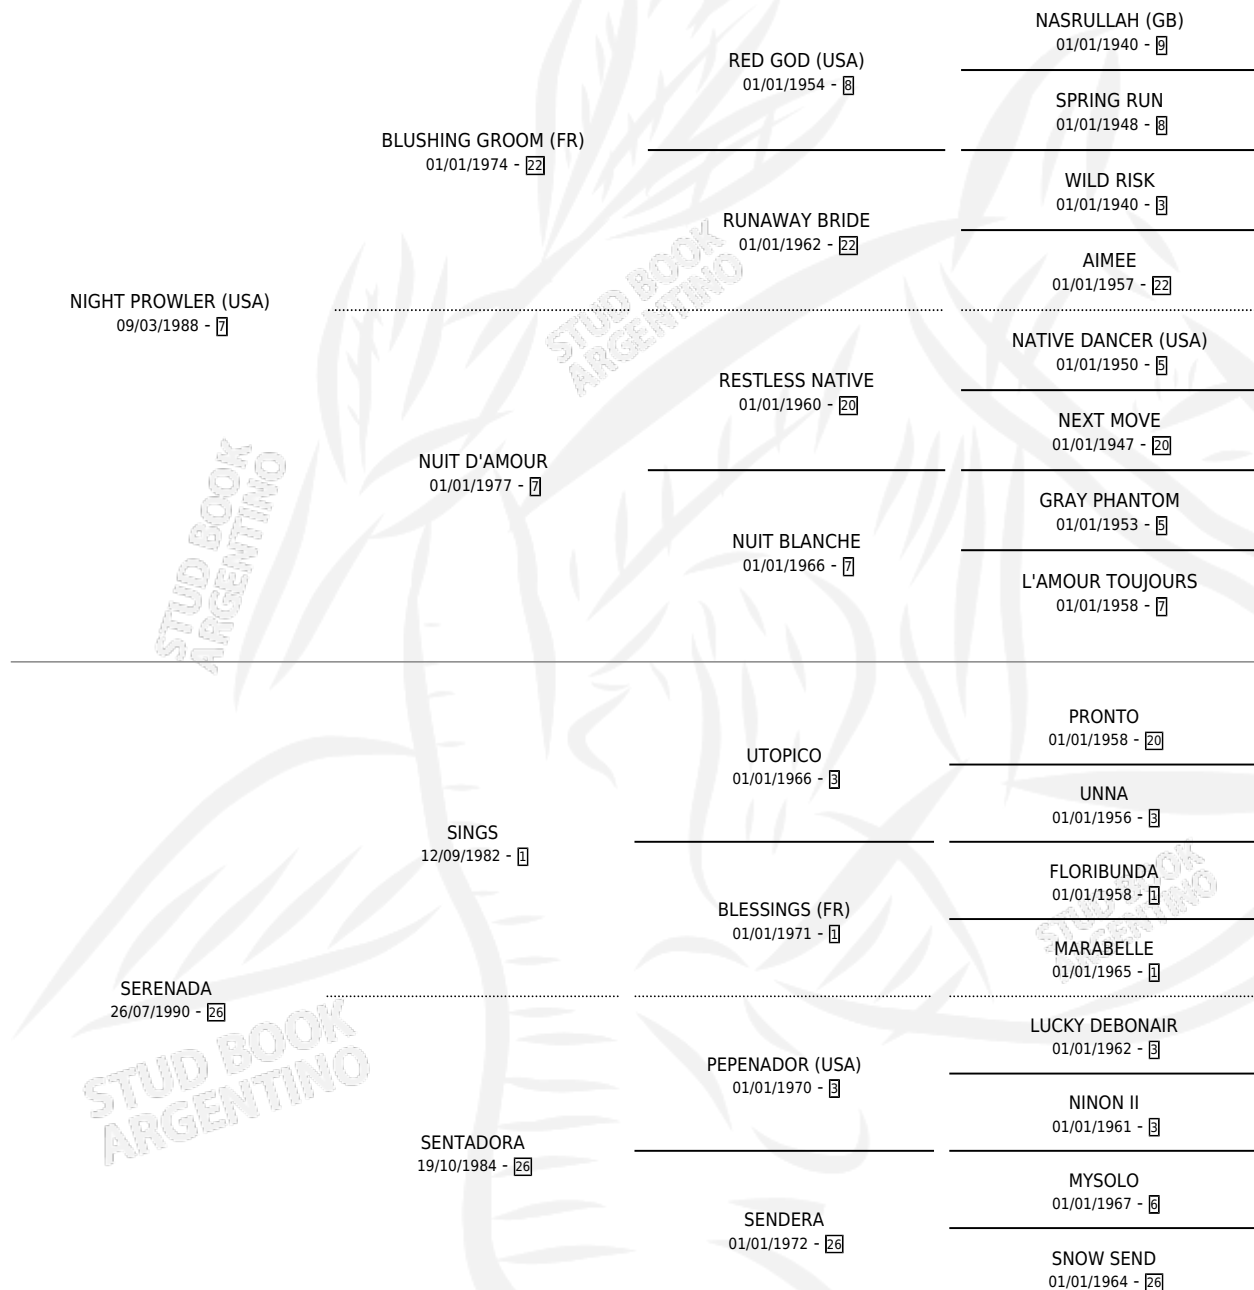 NASRULLAH (GB)
01/01/1940 - 9
RED GOD (USA)
01/01/1954 - 8
SPRING RUN
01/01/1948 - 8
BLUSHING GROOM (FR)
01/01/1974 - 22
WILD RISK
01/01/1940 - 3
RUNAWAY BRIDE
01/01/1962 - 22
AIMEE
01/01/1957 - 22
NIGHT PROWLER (USA)
09/03/1988 - 7
NATIVE DANCER (USA)
01/01/1950 - 5
RESTLESS NATIVE
01/01/1960 - 20
NEXT MOVE
01/01/1947 - 20
NUIT D'AMOUR
01/01/1977 - 7
GRAY PHANTOM
01/01/1953 - 5
NUIT BLANCHE
01/01/1966 - 7
L'AMOUR TOUJOURS
01/01/1958 - 7
PRONTO
01/01/1958 - 20
UTOPICO
01/01/1966 - 3
UNNA
01/01/1956 - 3
SINGS
12/09/1982 - 1
FLORIBUNDA
01/01/1958 - 1
BLESSINGS (FR)
01/01/1971 - 1
MARABELLE
01/01/1965 - 1
SERENADA
26/07/1990 - 26
LUCKY DEBONAIR
01/01/1962 - 3
PEPENADOR (USA)
01/01/1970 - 3
NINON II
01/01/1961 - 3
SENTADORA
19/10/1984 - 26
MYSOLO
01/01/1967 - 6
SENDERA
01/01/1972 - 26
SNOW SEND
01/01/1964 - 26
STUD BOOK
ARGENTINO
STUD BOOK
ARGENTINO
STUD BOOK
ARGENTINO
STUD BOOK
ARGENTINO